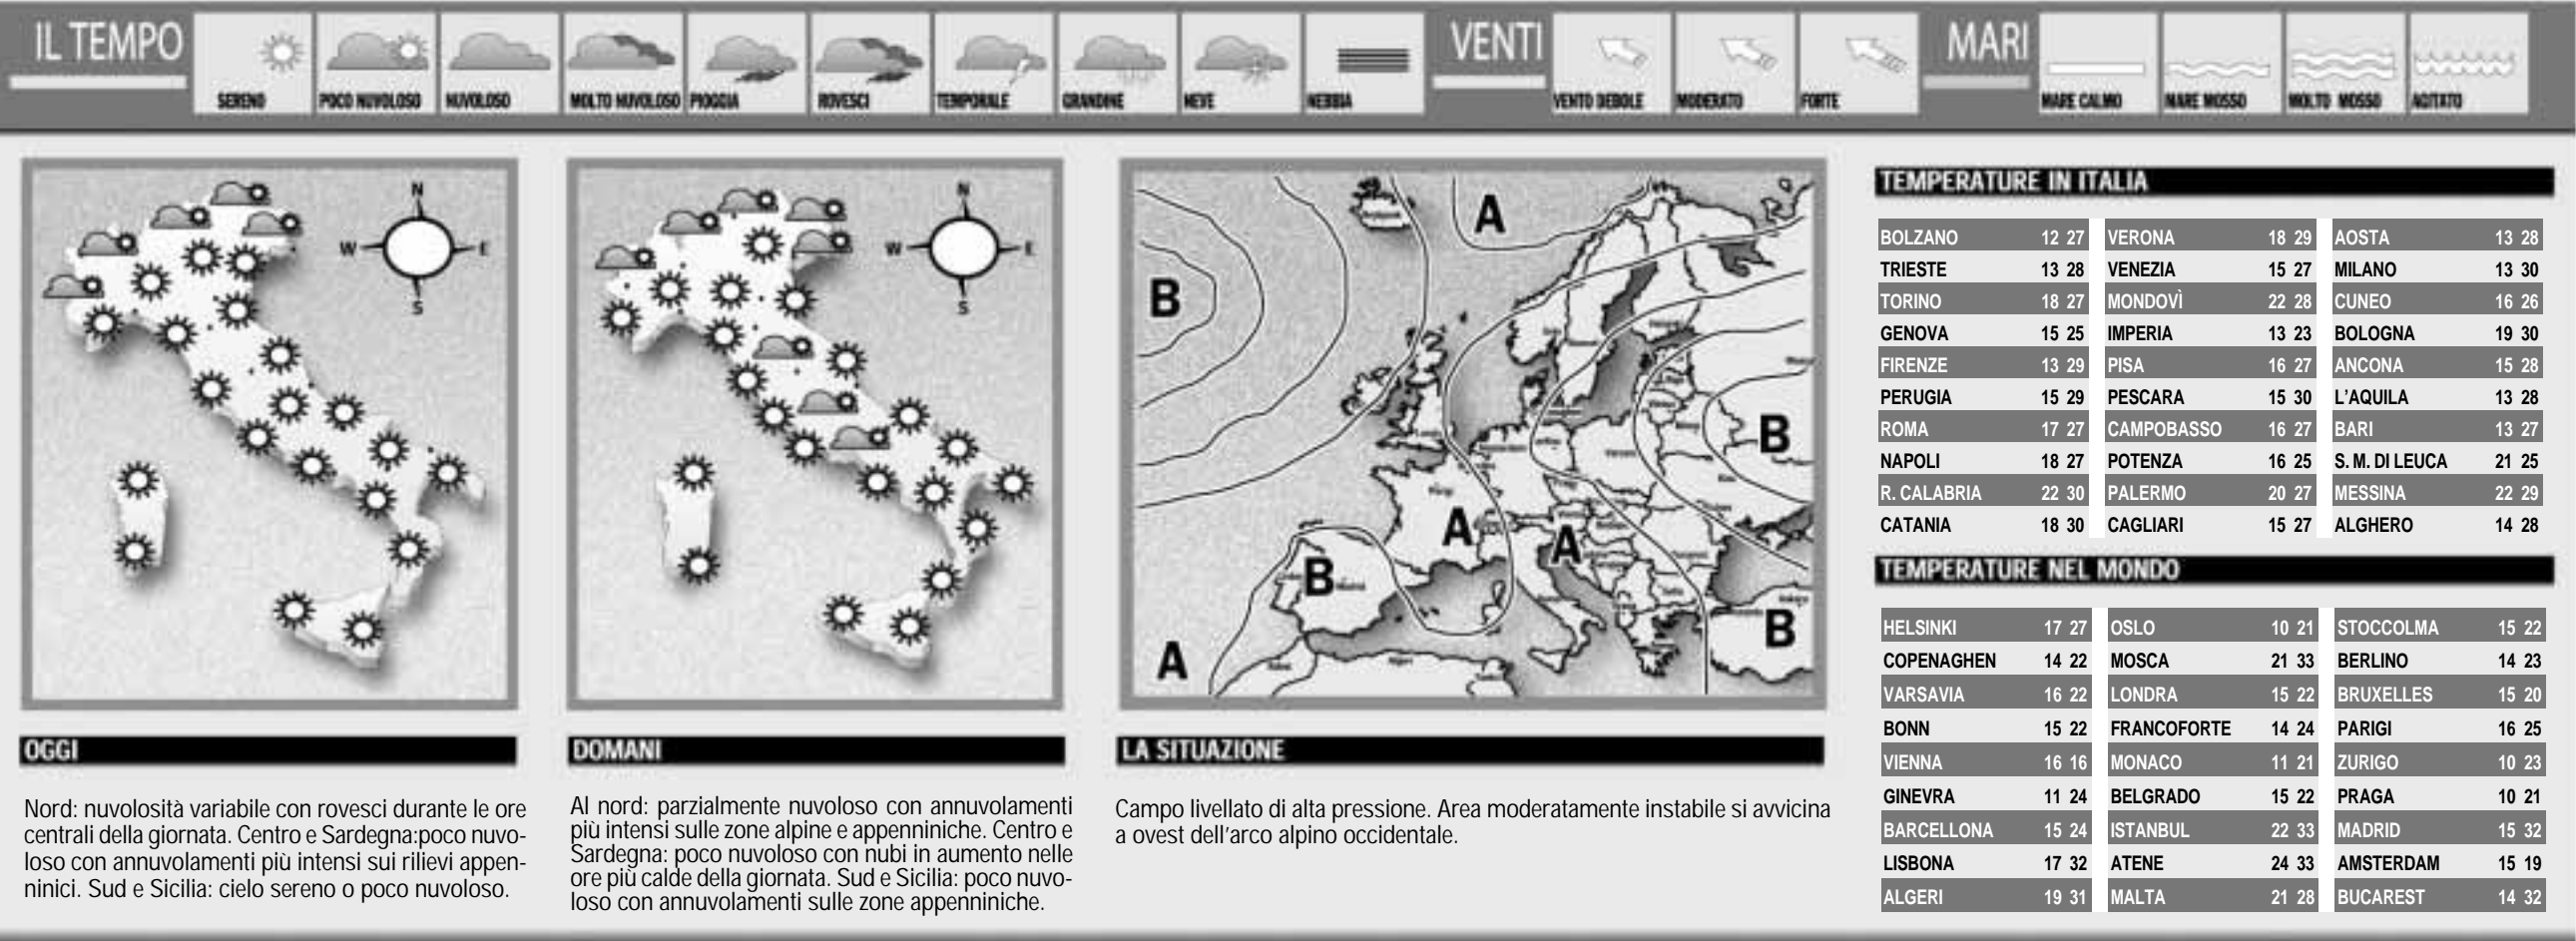 IL TEMPO
SERENO
POCO NUVOLOSO
NUVOLOSO
MOLTO NUVOLOSO
PIOGGIA
ROVESCI
TEMPORALE
GRANDINE
NEVE
NEBBIA
VENTI
VENTO DEBOLE
MODERATO
FORTE
MARI
MARE CALMO
MARE MOSSO
MOLTO MOSSO
AGITATO
N
W E
S
N
W E
S
A
B
B
A
A
B
B
A
OGGI
Nord: nuvolosità variabile con rovesci durante le ore
centrali della giornata. Centro e Sardegna:poco nuvo-
loso con annuvolamenti più intensi sui rilievi appen-
ninici. Sud e Sicilia: cielo sereno o poco nuvoloso.
DOMANI
Al nord: parzialmente nuvoloso con annuvolamenti
più intensi sulle zone alpine e appenniniche. Centro e
Sardegna: poco nuvoloso con nubi in aumento nelle
ore più calde della giornata. Sud e Sicilia: poco nuvo-
loso con annuvolamenti sulle zone appenniniche.
LA SITUAZIONE
Campo livellato di alta pressione. Area moderatamente instabile si avvicina
a ovest dell'arco alpino occidentale.
TEMPERATURE IN ITALIA
BOLZANO 12 27 VERONA 18 29 AOSTA 13 28
TRIESTE 13 28 VENEZIA 15 27 MILANO 13 30
TORINO 18 27 MONDOVÌ 22 28 CUNEO 16 26
GENOVA 15 25 IMPERIA 13 23 BOLOGNA 19 30
FIRENZE 13 29 PISA 16 27 ANCONA 15 28
PERUGIA 15 29 PESCARA 15 30 L'AQUILA 13 28
ROMA 17 27 CAMPOBASSO 16 27 BARI 13 27
NAPOLI 18 27 POTENZA 16 25 S. M. DI LEUCA 21 25
R. CALABRIA 22 30 PALERMO 20 27 MESSINA 22 29
CATANIA 18 30 CAGLIARI 15 27 ALGHERO 14 28
TEMPERATURE NEL MONDO
HELSINKI 17 27 OSLO 10 21 STOCCOLMA 15 22
COPENAGHEN 14 22 MOSCA 21 33 BERLINO 14 23
VARSAVIA 16 22 LONDRA 15 22 BRUXELLES 15 20
BONN 15 22 FRANCOFORTE 14 24 PARIGI 16 25
VIENNA 16 16 MONACO 11 21 ZURIGO 10 23
GINEVRA 11 24 BELGRADO 15 22 PRAGA 10 21
BARCELLONA 15 24 ISTANBUL 22 33 MADRID 15 32
LISBONA 17 32 ATENE 24 33 AMSTERDAM 15 19
ALGERI 19 31 MALTA 21 28 BUCAREST 14 32